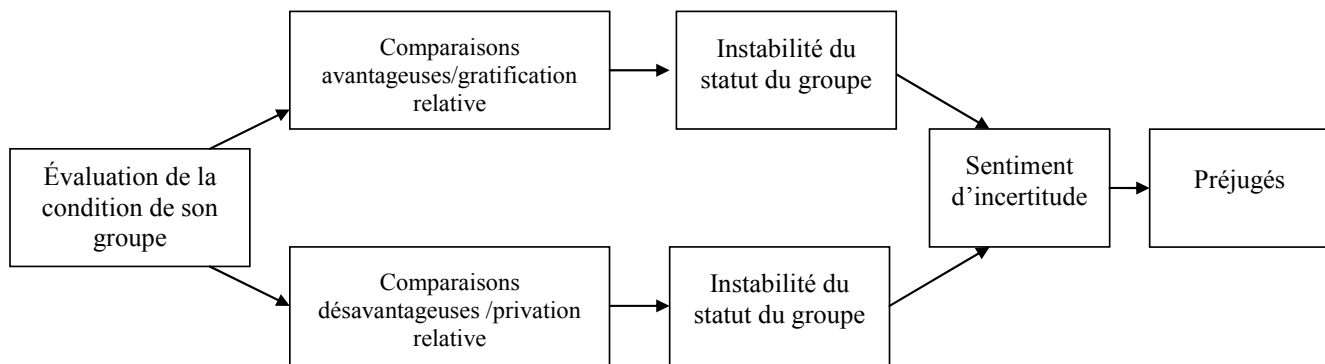 Évaluation de la
condition de son
groupe
Comparaisons
avantageuses/gratification
relative
Instabilité du
statut du groupe
Comparaisons
désavantageuses /privation
relative
Instabilité du
statut du groupe
Sentiment
d’incertitude
Préjugés